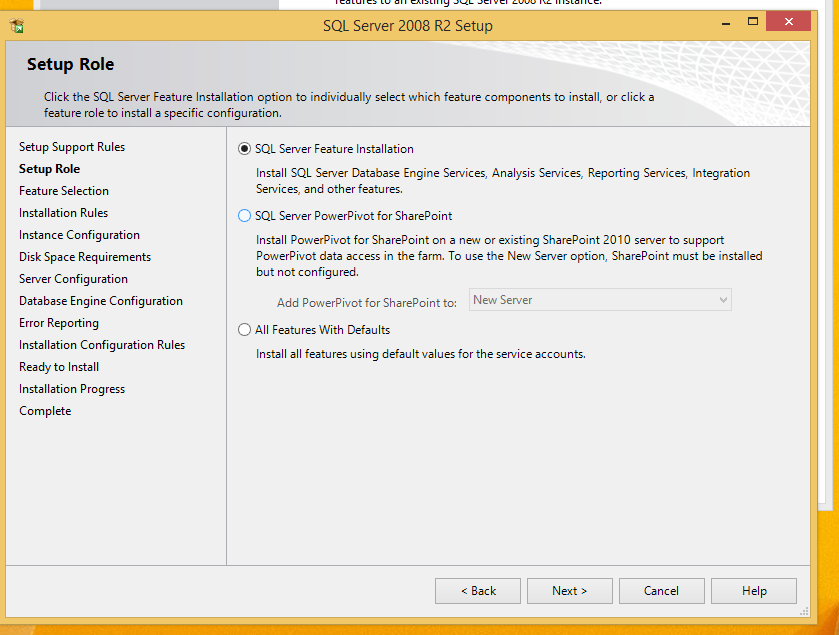 features to an existing SQL Server 2008 R2 instance.
SQL Server 2008 R2 Setup
Setup Role
Click the SQL Server Feature Installation option to individually select which feature components to install, or click a
feature role to install a specific configuration.
Setup Support Rules
Setup Role
Feature Selection
Installation Rules
Instance Configuration
Disk Space Requirements
Server Configuration
Database Engine Configuration
Error Reporting
Installation Configuration Rules
Ready to Install
Installation Progress
Complete
SQL Server Feature Installation
Install SQL Server Database Engine Services, Analysis Services, Reporting Services, Integration
Services, and other features.
SQL Server PowerPivot for SharePoint
Install PowerPivot for SharePoint on a new or existing SharePoint 2010 server to support
PowerPivot data access in the farm. To use the New Server option, SharePoint must be installed
but not configured.
Add PowerPivot for SharePoint to: New Server
All Features With Defaults
Install all features using default values for the service accounts.
< Back Next > Cancel Help